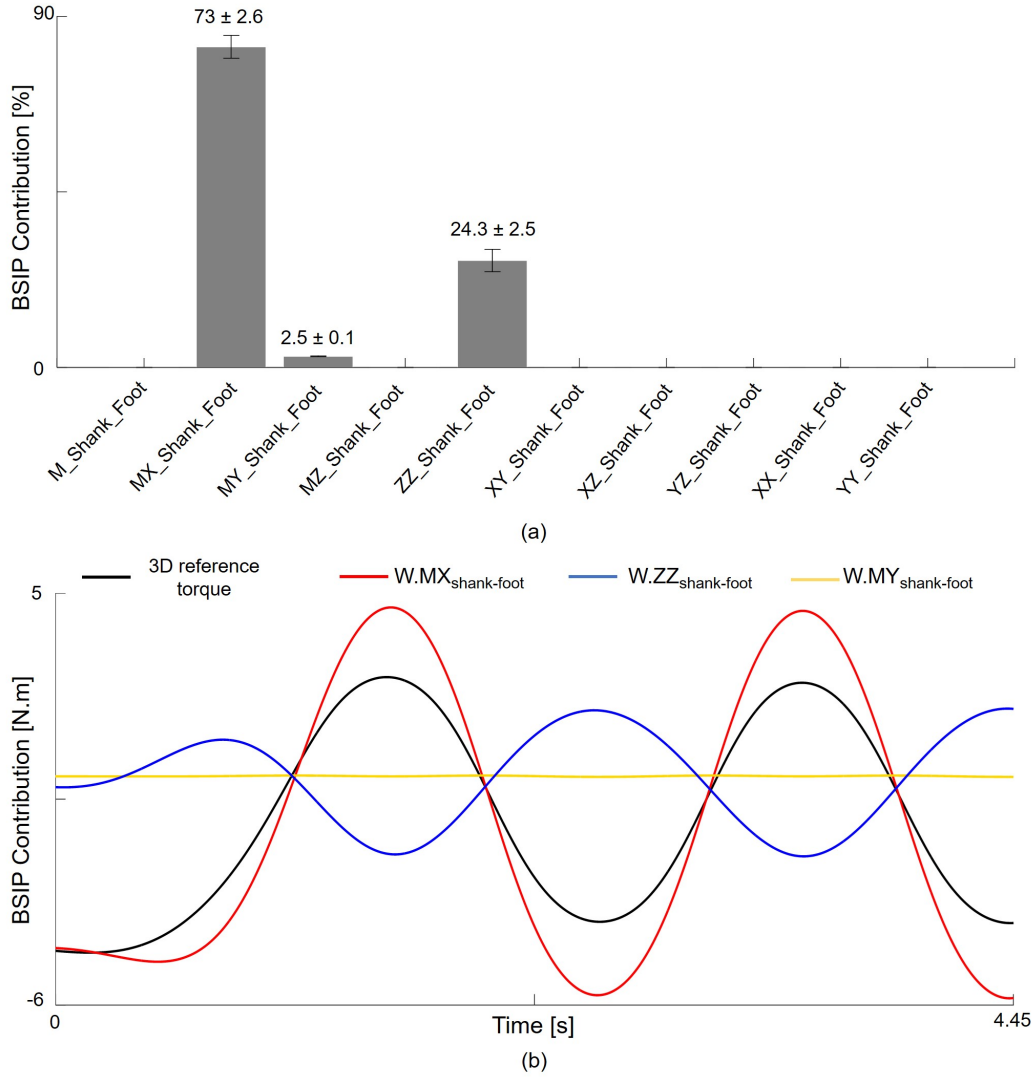 90
73 ± 2.6
24.3 ± 2.5
2.5 ± 0.1
BSIP Contribution [%]
0
M_Shank_Foot
MX_Shank_Foot
MY_Shank_Foot
MZ_Shank_Foot
ZZ_Shank_Foot
XY_Shank_Foot
XZ_Shank_Foot
YZ_Shank_Foot
XX_Shank_Foot
YY_Shank_Foot
(a)
3D reference
torque
W.MXshank-foot
W.ZZshank-foot
W.MYshank-foot
5
BSIP Contribution [N.m]
-6
0
Time [s]
4.45
(b)